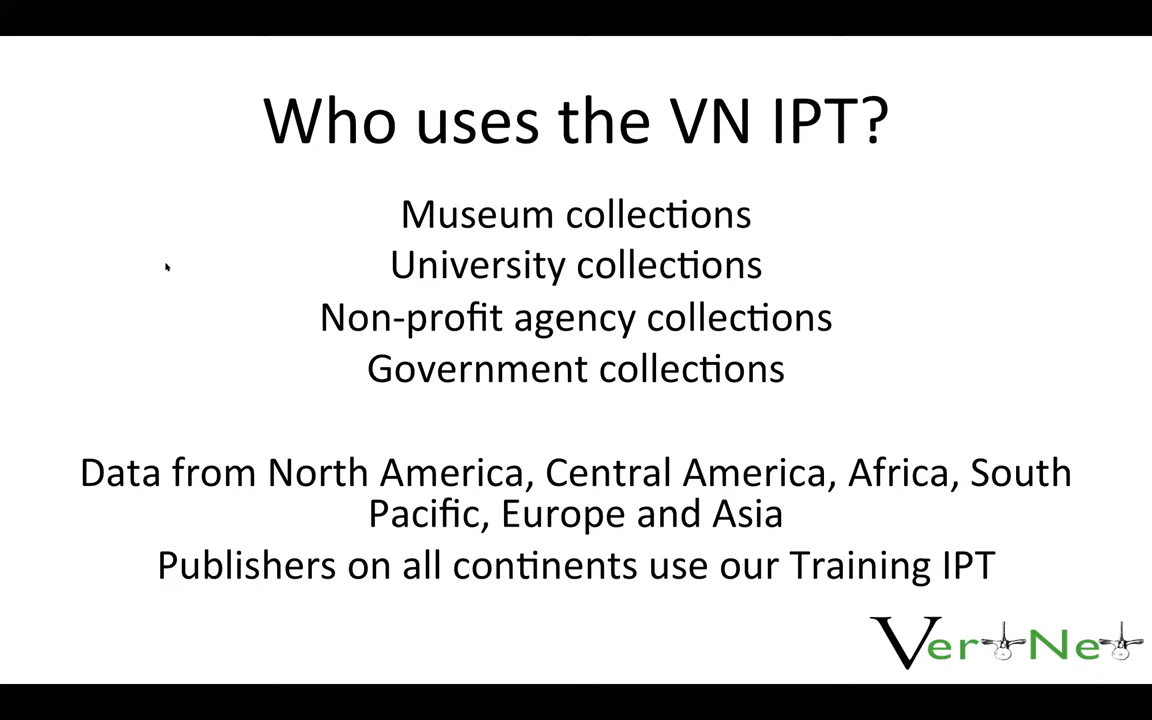 Who uses the VN IPT?
Museum collections
University collections
Non-profit agency collections
Government collections
Data from North America, Central America, Africa, South
Pacific, Europe and Asia
Publishers on all continents use our Training IPT
VertNet